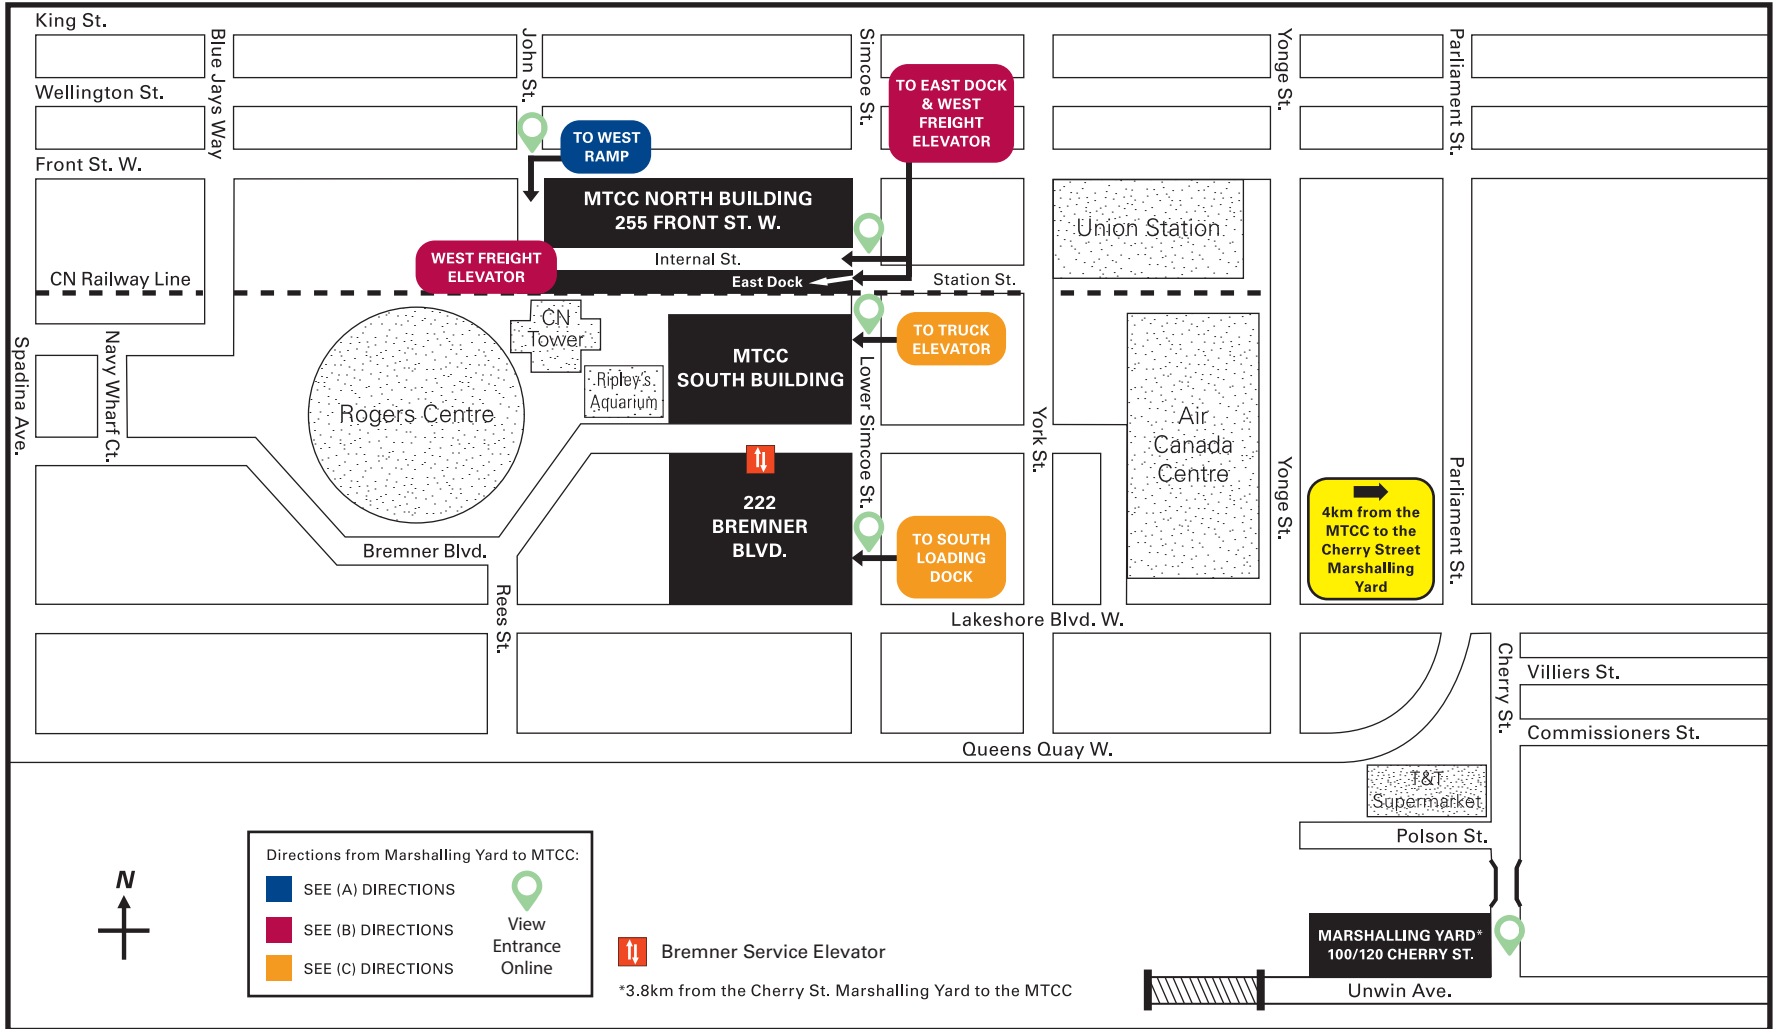 King St.
Blue Jays Way
John St.
Simcoe St.
Yonge St.
Parliament St.
Wellington St.
TO EAST DOCK
& WEST
FREIGHT
ELEVATOR
TO WEST
RAMP
Front St. W.
MTCC NORTH BUILDING
255 FRONT ST. W.
Union Station
WEST FREIGHT
ELEVATOR
Internal St.
CN Railway Line
East Dock
Station St.
CN
Tower
TO TRUCK
ELEVATOR
MTCC
SOUTH BUILDING
Ripley's
Aquarium
Rogers Centre
Spadina Ave.
Navy Wharf Ct.
Lower Simcoe St.
York St.
Air
Canada
Centre
Yonge St.
Parliament St.
222
BREMNER
BLVD.
4km from the
MTCC to the
Cherry Street
Marshalling
Yard
TO SOUTH
LOADING
DOCK
Bremner Blvd.
Rees St.
Lakeshore Blvd. W.
Cherry St.
Villiers St.
Commissioners St.
Queens Quay W.
T&T
Supermarket
Polson St.
Directions from Marshalling Yard to MTCC:
SEE (A) DIRECTIONS
SEE (B) DIRECTIONS
SEE (C) DIRECTIONS
View
Entrance
Online
N
Bremner Service Elevator
*3.8km from the Cherry St. Marshalling Yard to the MTCC
MARSHALLING YARD*
100/120 CHERRY ST.
Unwin Ave.